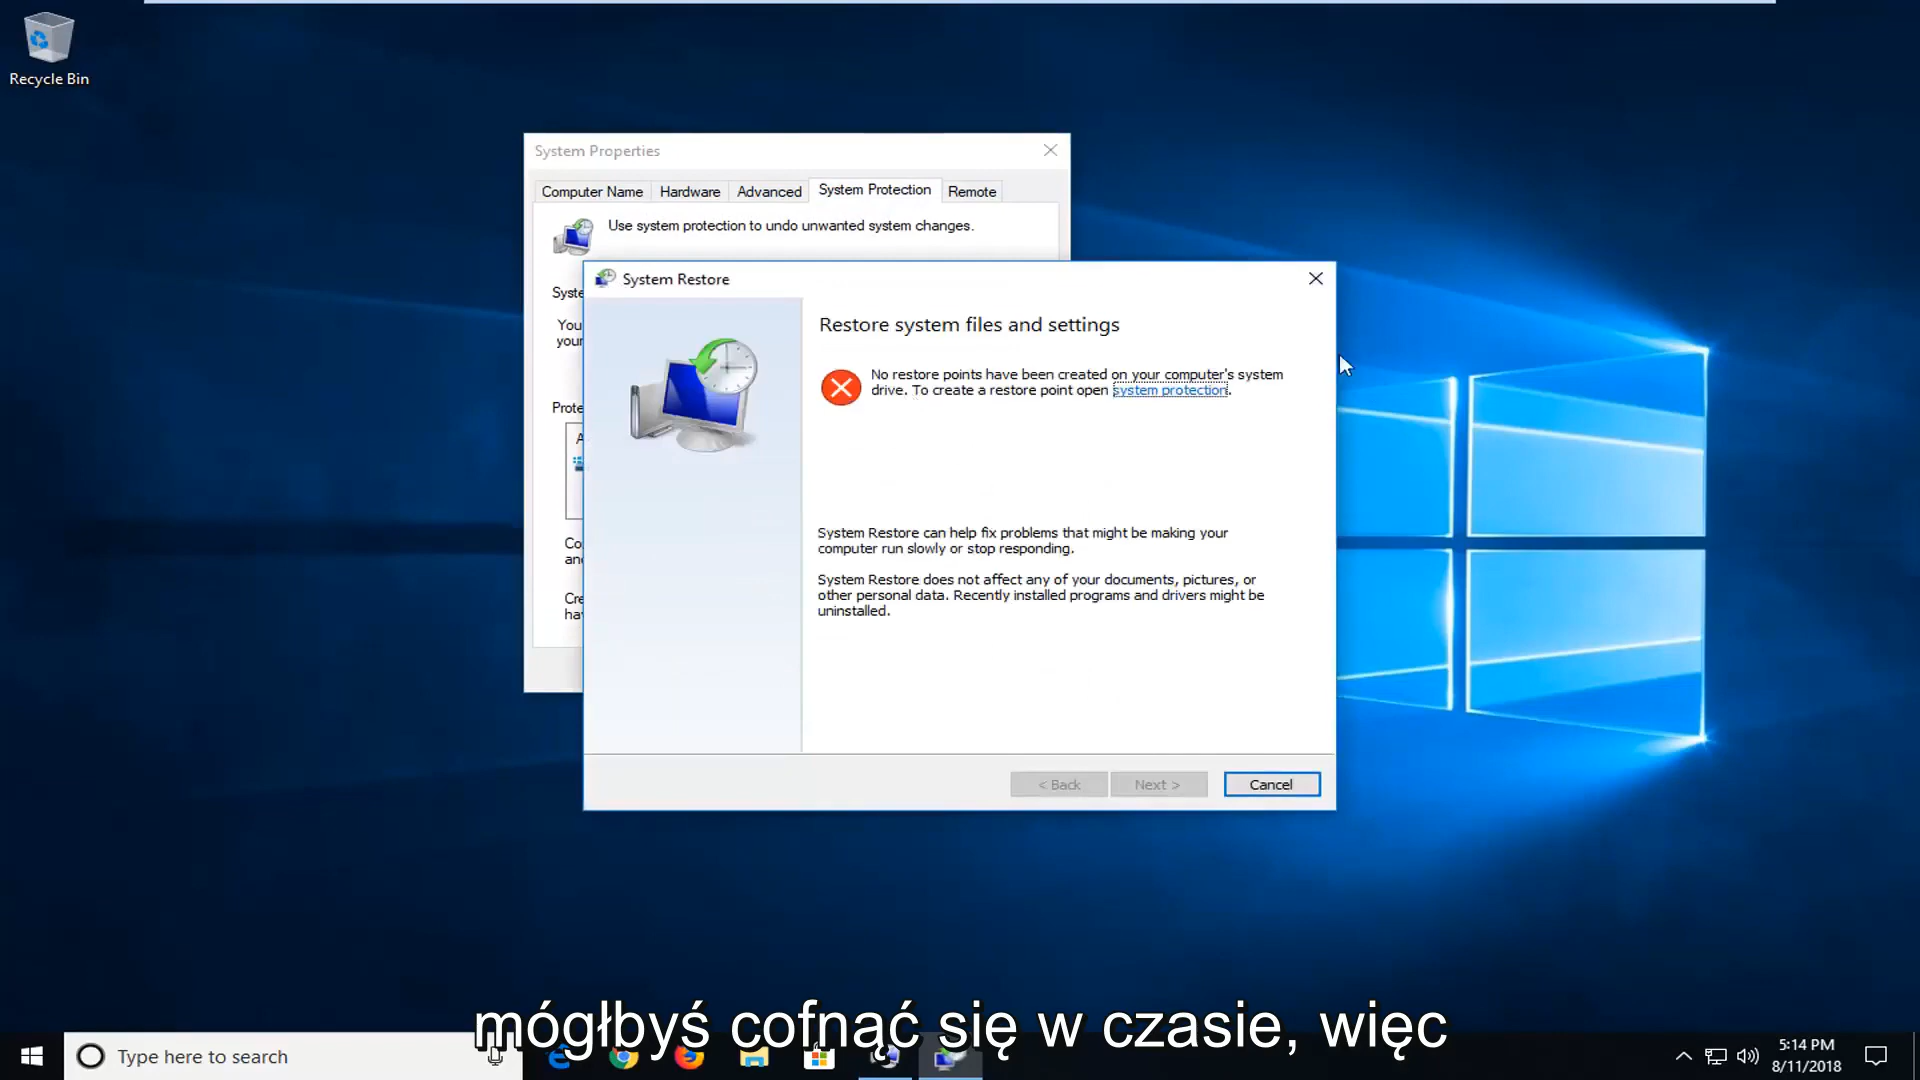 Recycle Bin
System Properties
Computer Name
Hardware
Advanced
System Protection
Remote
Use system protection to undo unwanted system changes.
System Restore
Restore system files and settings
No restore points have been created on your computer's system
drive. To create a restore point open system protection.
System Restore can help fix problems that might be making your
computer run slowly or stop responding.
System Restore does not affect any of your documents, pictures, or
other personal data. Recently installed programs and drivers might be
uninstalled.
< Back
Next >
Cancel
mógłbyś cofnąć się w czasie, więc
Type here to search
5:14 PM
8/11/2018